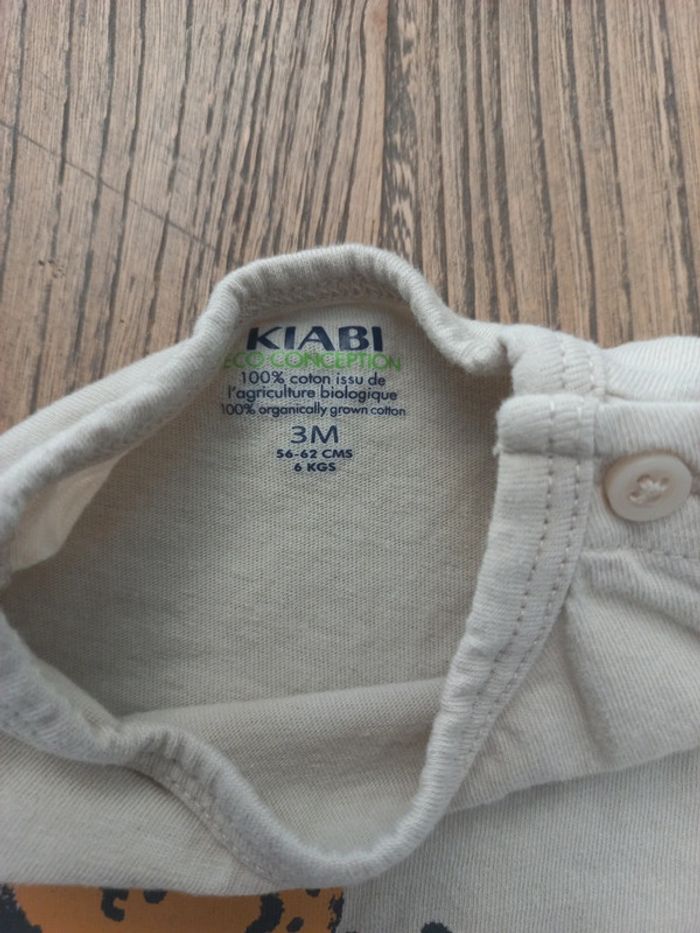 KIABI
ECO-CONCEPTION
100% coton issu de
l'agriculture biologique
100% organically grown cotton
3M
56-62 CMS
6 KGS